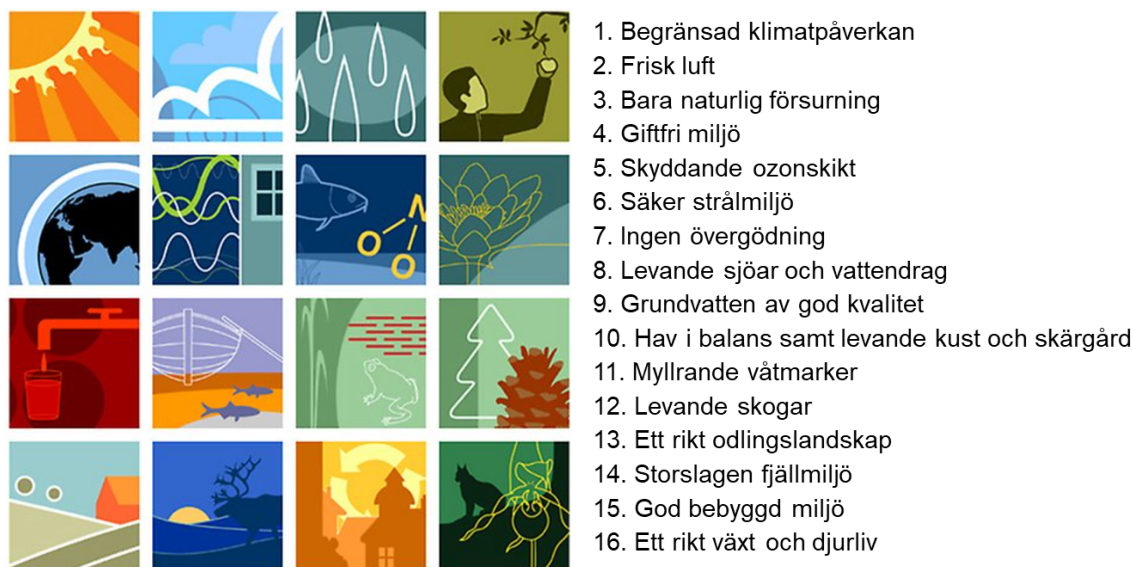 1. Begränsad klimatpåverkan
2. Frisk luft
3. Bara naturlig försurning
4. Giftfri miljö
5. Skyddande ozonskikt
6. Säker strålmiljö
7. Ingen övergödning
8. Levande sjöar och vattendrag
9. Grundvatten av god kvalitet
10. Hav i balans samt levande kust och skärgård
11. Myllrande våtmarker
12. Levande skogar
13. Ett rikt odlingslandskap
14. Storslagen fjällmiljö
15. God bebyggd miljö
16. Ett rikt växt och djurliv
N
O
O